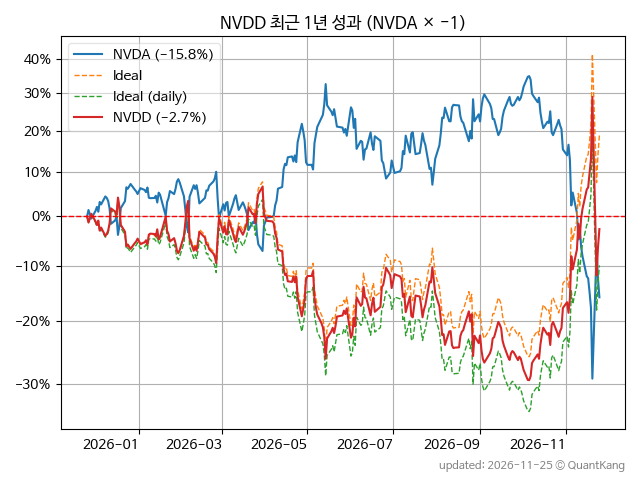 NVDD 최근 1년 성과 (NVDA × −1)
NVDA (−15.8%)
Ideal
Ideal (daily)
NVDD (−2.7%)
40%
30%
20%
10%
0%
−10%
−20%
−30%
2026-01 2026-03 2026-05 2026-07 2026-09 2026-11
updated: 2026-11-25 © QuantKang